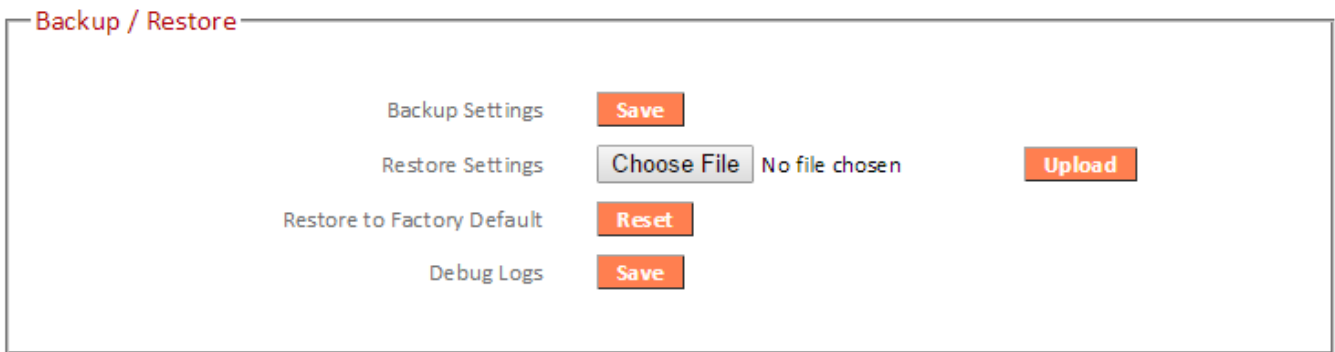 Backup / Restore
Backup Settings Save
Restore Settings Choose File No file chosen Upload
Restore to Factory Default Reset
Debug Logs Save